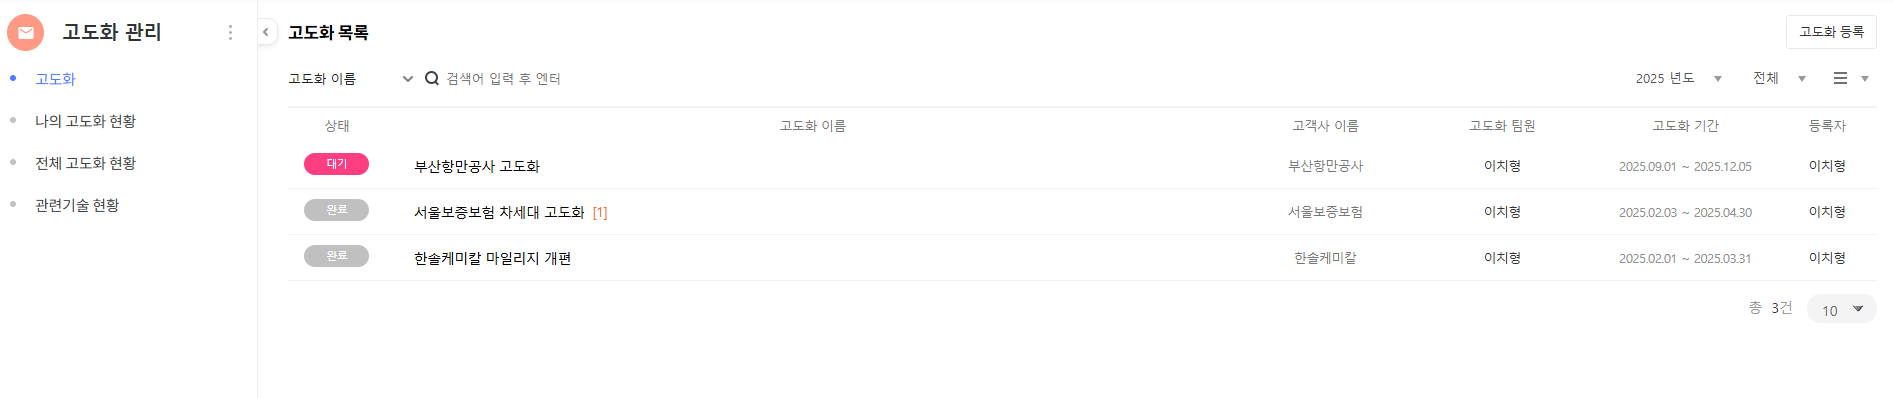 고도화 관리
고도화
나의 고도화 현황
전체 고도화 현황
관련기술 현황
고도화 목록
고도화 등록
고도화 이름 검색어 입력 후 엔터 2025 년도 전체
상태 고도화 이름 고객사 이름 고도화 팀원 고도화 기간 등록자
대기 부산항만공사 고도화 부산항만공사 이치형 2025.09.01 ~ 2025.12.05 이치형
완료 서울보증보험 차세대 고도화 [1] 서울보증보험 이치형 2025.02.03 ~ 2025.04.30 이치형
완료 한솔케미칼 마일리지 개편 한솔케미칼 이치형 2025.02.01 ~ 2025.03.31 이치형
총 3건 10